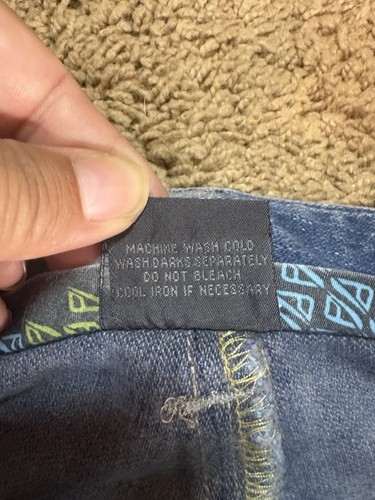 MACHINE WASH COLD
WASH DARKS SEPARATELY
DO NOT BLEACH
COOL IRON IF NECESSARY